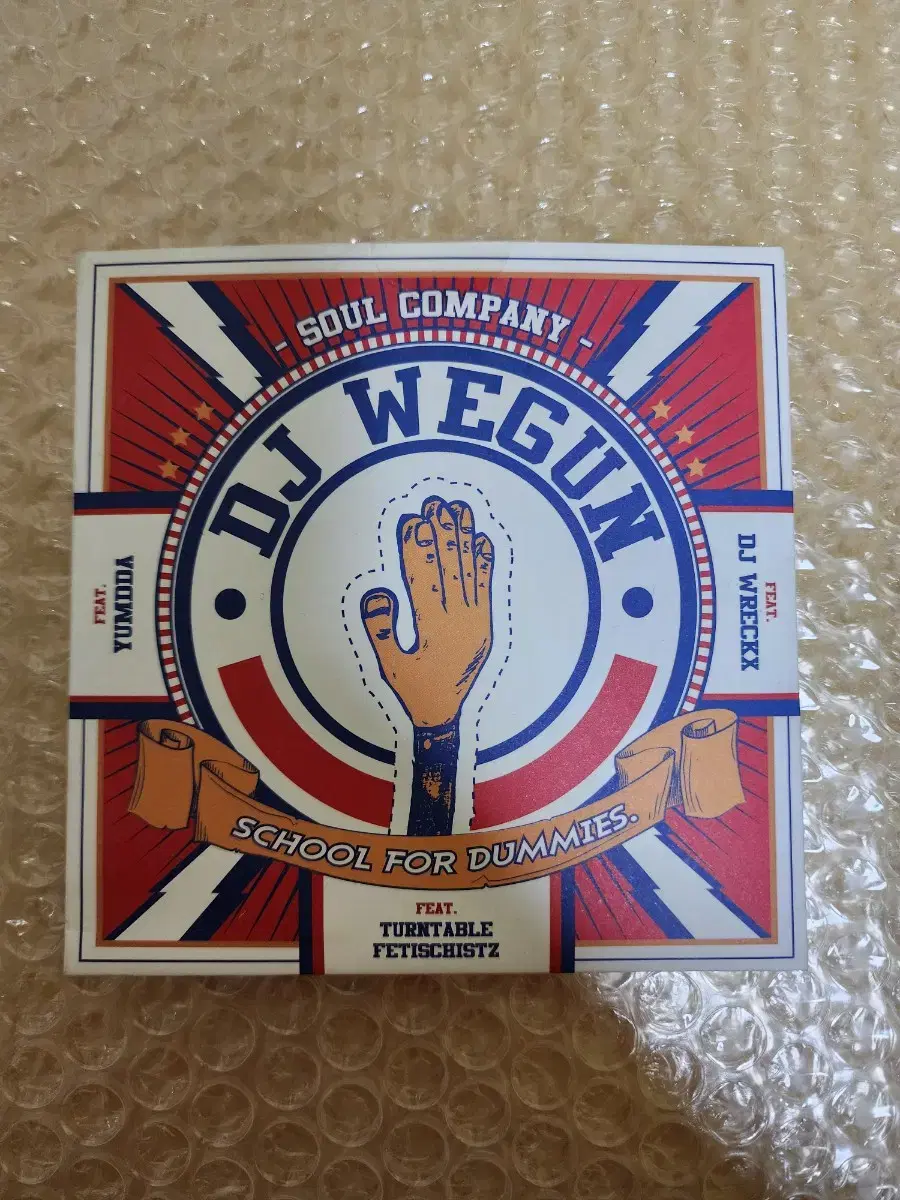 - SOUL COMPANY -
DJ WEGUN
FEAT.
YUMDDA
FEAT.
DJ WRECKX
SCHOOL FOR DUMMIES.
FEAT.
TURNTABLE
FETISCHISTZ